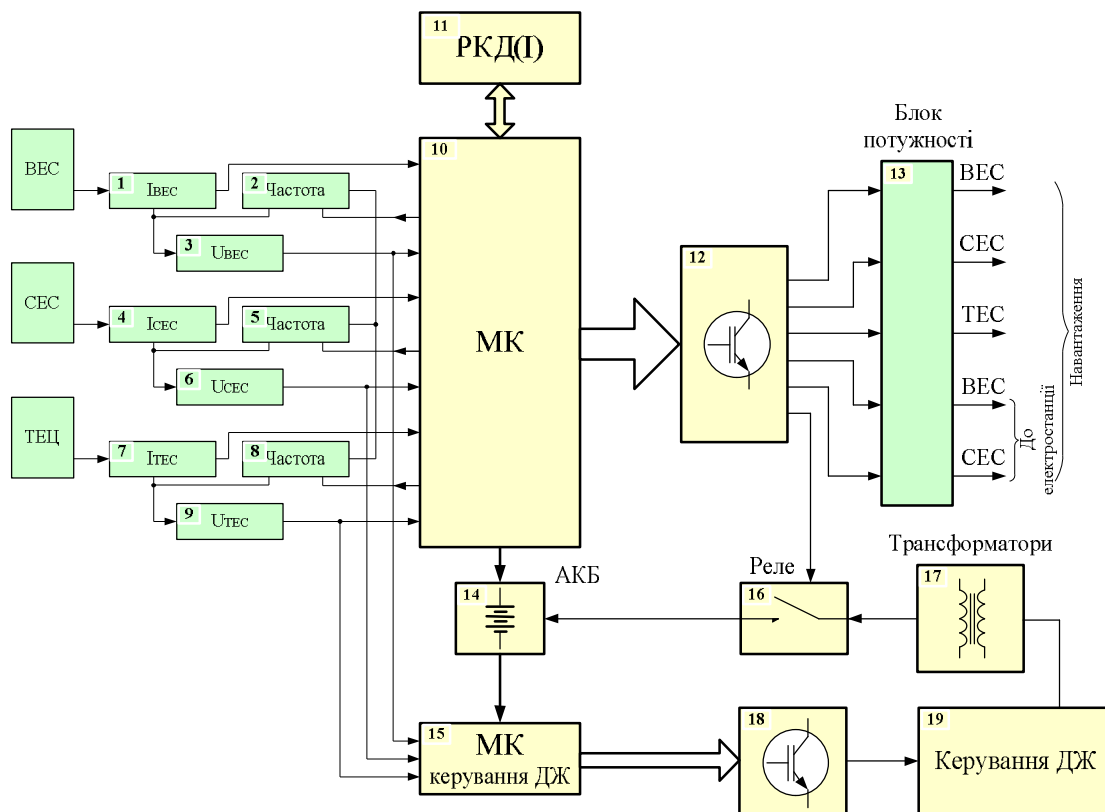 11
РКД(І)
10
МК
ВЕС
1 IВЕС
2 Частота
3 UВЕС
СЕС
4 IСЕС
5 Частота
6 UСЕС
ТЕЦ
7 IТЕС
8 Частота
9 UТЕС
12
Блок
потужності
13
ВЕС
СЕС
ТЕС
ВЕС
СЕС
До
електростанції
Навантаження
14
АКБ
Реле
16
Трансформатори
17
15
МК
керування ДЖ
18
19
Керування ДЖ